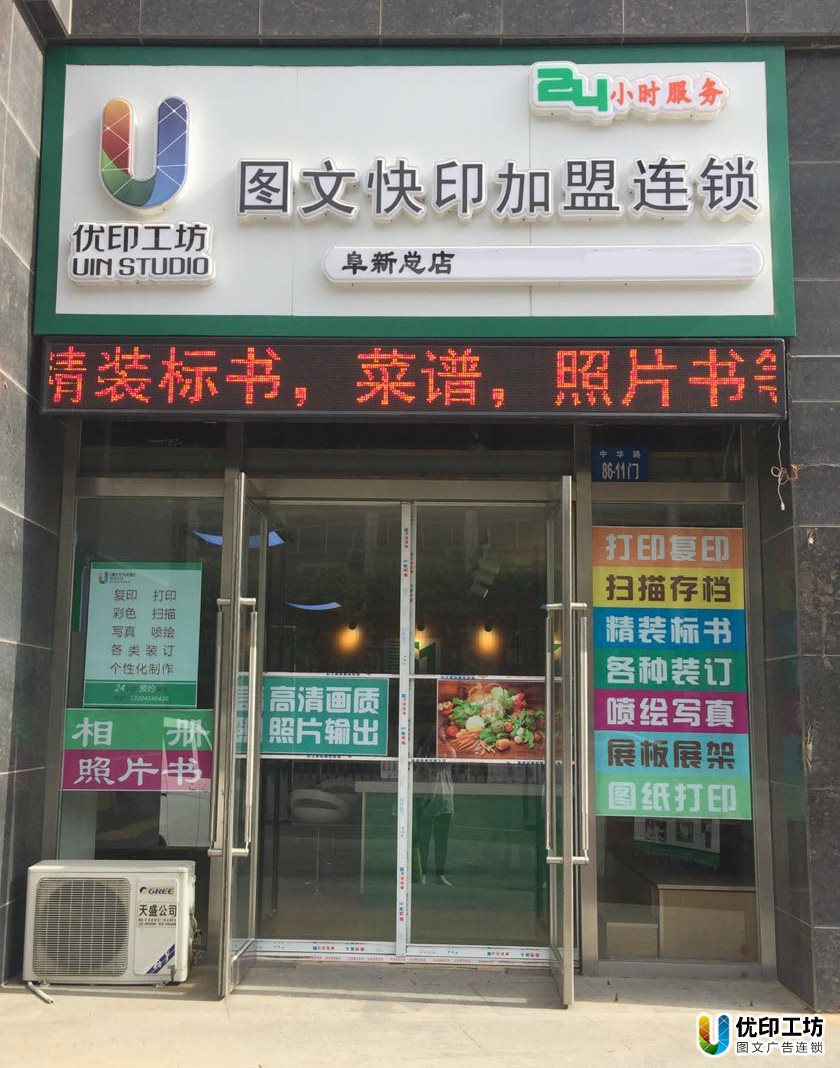 24小时服务
图文快印加盟连锁
优印工坊
UIN STUDIO
阜新总店
精装标书，菜谱，照片书等
中华路
86-11门
打印复印
扫描存档
精装标书
各种装订
喷绘写真
展板展架
图纸打印
复印 打印
彩色 扫描
写真 喷绘
各类装订
个性化制作
24
相册
照片书
高清画质
照片输出
GREE
天盛公司
优印工坊
图文广告连锁